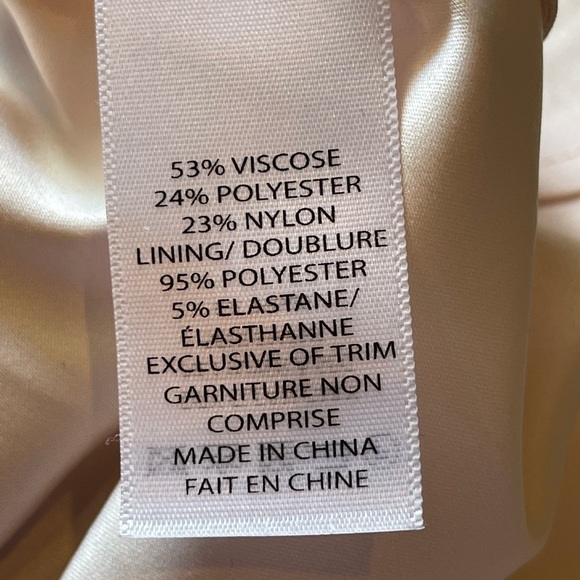 53% VISCOSE
24% POLYESTER
23% NYLON
LINING/ DOUBLURE
95% POLYESTER
5% ELASTANE/
ÉLASTHANNE
EXCLUSIVE OF TRIM
GARNITURE NON
COMPRISE
MADE IN CHINA
FAIT EN CHINE